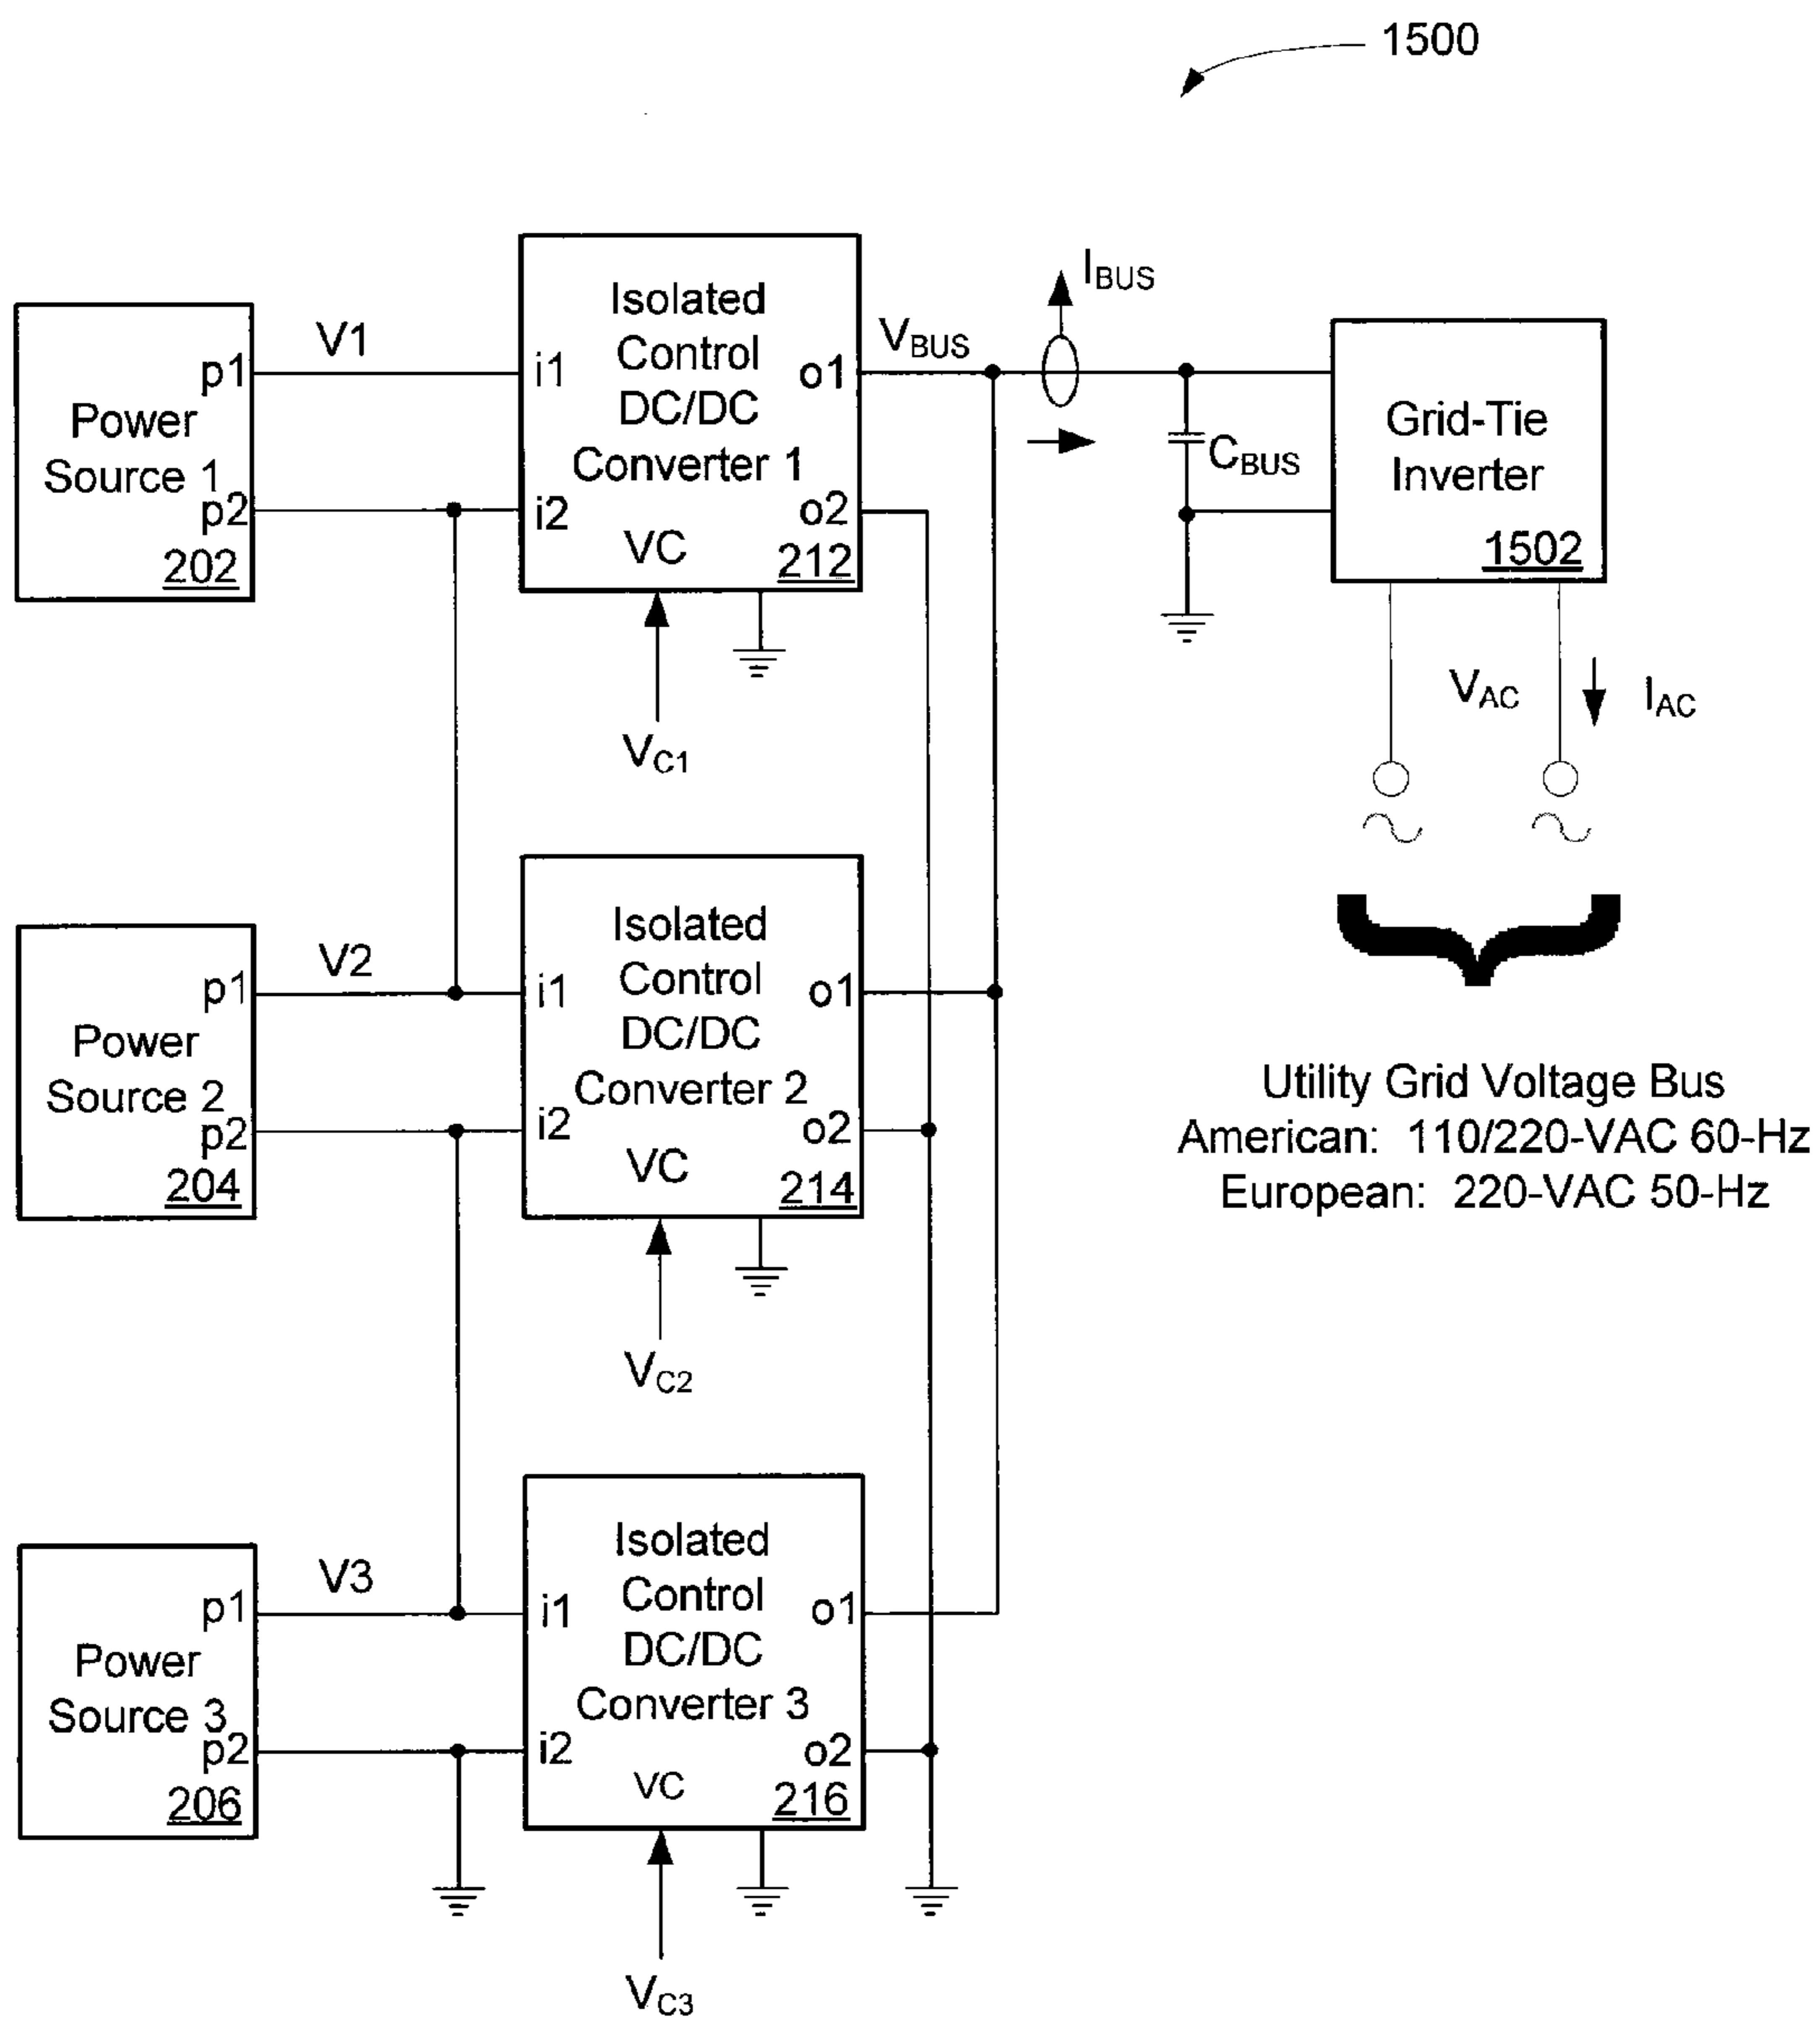 1500
Power
Source 1
p1
p2
202
V1
Isolated
Control
DC/DC
Converter 1
i1
i2
o1
o2
VC
212
VC1
VBUS
IBUS
CBUS
Grid-Tie
Inverter
1502
VAC
IAC
Utility Grid Voltage Bus
American: 110/220-VAC 60-Hz
European: 220-VAC 50-Hz
Power
Source 2
p1
p2
204
V2
Isolated
Control
DC/DC
Converter 2
i1
i2
o1
o2
VC
214
VC2
Power
Source 3
p1
p2
206
V3
Isolated
Control
DC/DC
Converter 3
i1
i2
o1
o2
VC
216
VC3